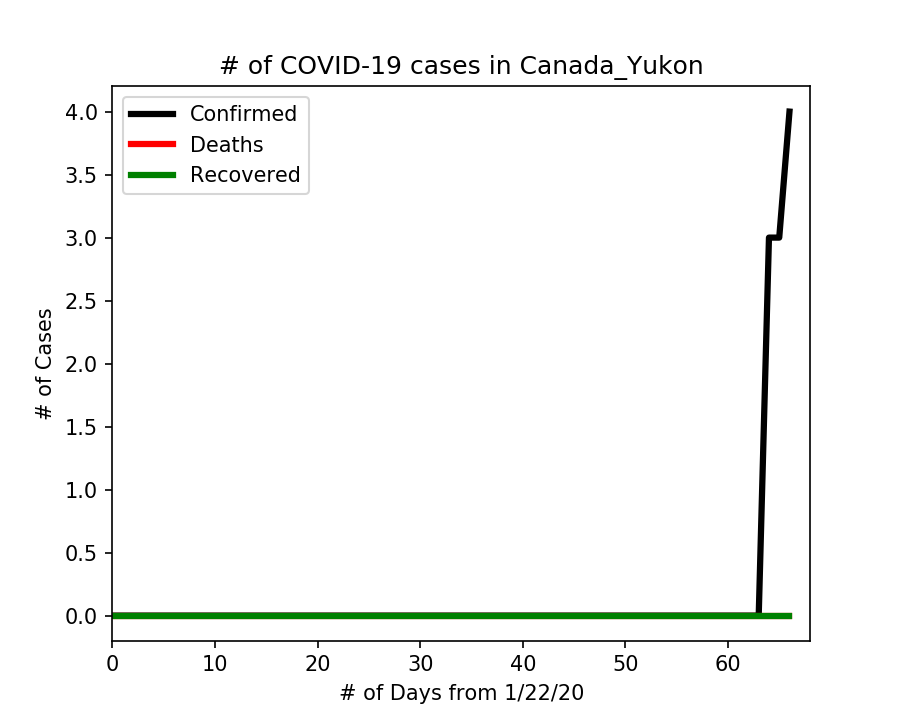 # of COVID-19 cases in Canada_Yukon
4.0
3.5
3.0
2.5
2.0
1.5
1.0
0.5
0.0
# of Cases
Confirmed
Deaths
Recovered
0 10 20 30 40 50 60
# of Days from 1/22/20